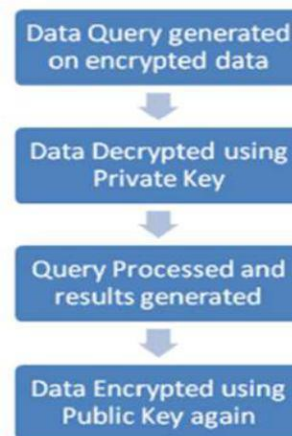 Data Query generated
on encrypted data
Data Decrypted using
Private Key
Query Processed and
results generated
Data Encrypted using
Public Key again